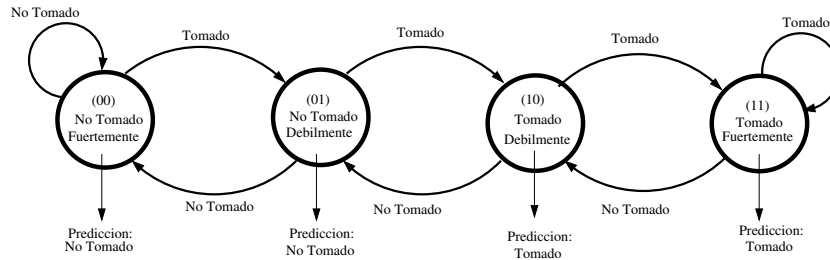 No Tomado
Tomado
Tomado
Tomado
Tomado
(00)
No Tomado
Fuertemente
(01)
No Tomado
Debilmente
(10)
Tomado
Debilmente
(11)
Tomado
Fuertemente
No Tomado
No Tomado
No Tomado
Prediccion:
No Tomado
Prediccion:
No Tomado
Prediccion:
Tomado
Prediccion:
Tomado